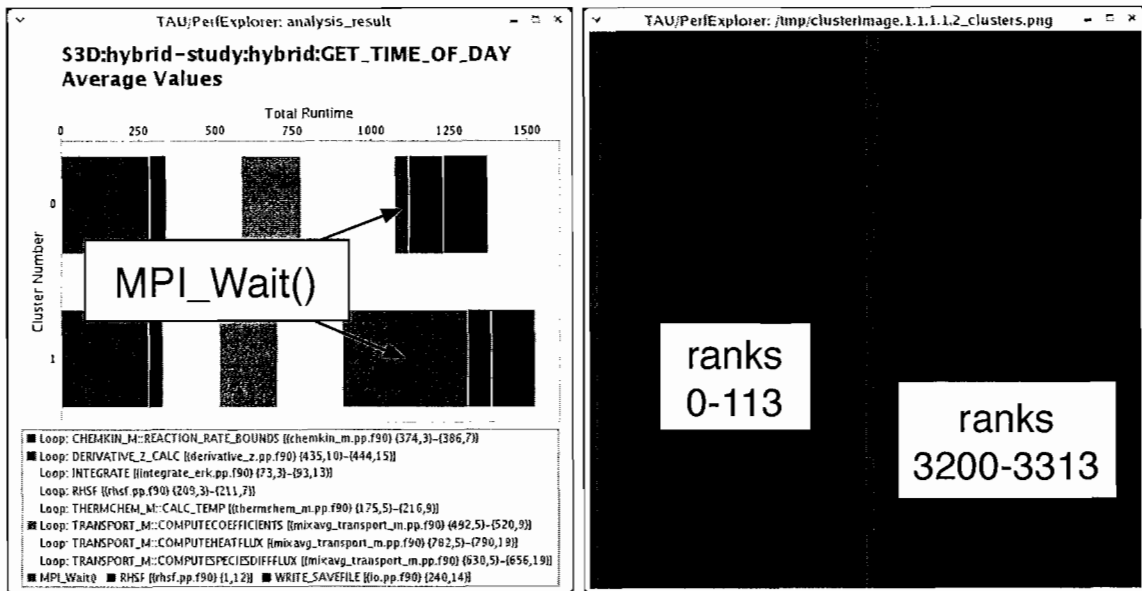 TAU/PerfExplorer: analysis_result
S3D:hybrid-study:hybrid:GET_TIME_OF_DAY
Average Values
Total Runtime
0 250 500 750 1000 1250 1500
0
Cluster Number
MPI_Wait()
1
Loop: CHEMKIN_M::REACTION_RATE_BOUNDS [{chemkin_m.pp.f90} {374,3}-{386,7}]
Loop: DERIVATIVE_Z_CALC [{derivative_z.pp.f90} {435,10}-{444,15}]
Loop: INTEGRATE [{integrate_erk.pp.f90} {73,3}-{93,13}]
Loop: RHSF [{rhsf.pp.f90} {209,3}-{211,7}]
Loop: THERMCHEM_M::CALC_TEMP [{thermchem_m.pp.f90} {175,5}-{216,9}]
Loop: TRANSPORT_M::COMPUTECOEFFICIENTS [{mixavg_transport_m.pp.f90} {492,5}-{520,9}]
Loop: TRANSPORT_M::COMPUTEHEATFLUX [{mixavg_transport_m.pp.f90} {782,5}-{790,19}]
Loop: TRANSPORT_M::COMPUTESPECIESDIFFFLUX [{mixavg_transport_m.pp.f90} {630,5}-{656,19}]
MPI_Wait() RHSF [{rhsf.pp.f90} {1,12}] WRITE_SAVEFILE [{io.pp.f90} {240,14}]
TAU/PerfExplorer: /tmp/clusterImage.1.1.1.1.2_clusters.png
ranks
0-113
ranks
3200-3313